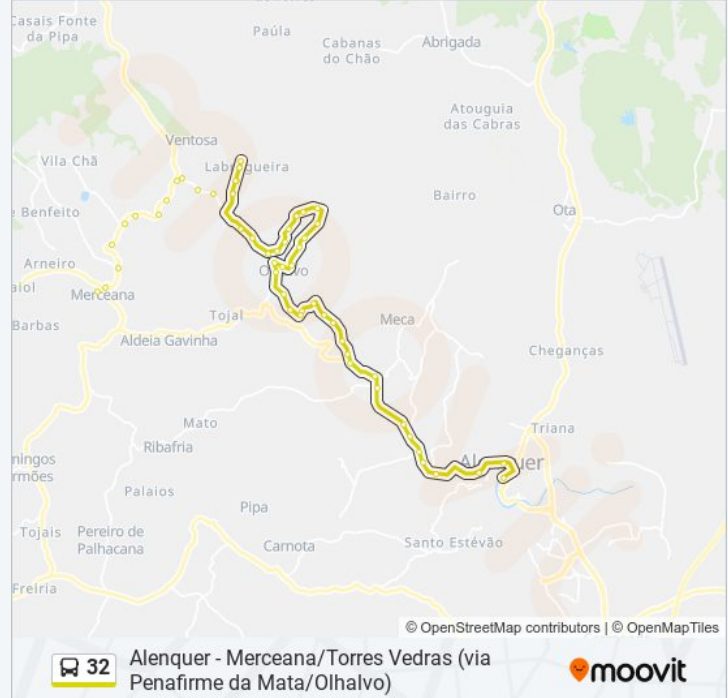 Casais Fonte
da Pipa
Paúla
Cabanas
do Chão
Abrigada
Atouguia
das Cabras
Ventosa
Vila Chã
Labrugueira
Bairro
Benfeito
Ota
Arneiro
Olhalvo
Merceana
Barbas
Tojal
Meca
Aldeia Gavinha
Cheganças
Mato
Triana
Ribafria
Alenquer
Palaios
Pipa
Tojais
Pereiro de
Palhacana
Carnota
Santo Estévão
Freiria
© OpenStreetMap contributors | © OpenMapTiles
32
Alenquer - Merceana/Torres Vedras (via
Penafirme da Mata/Olhalvo)
moovit